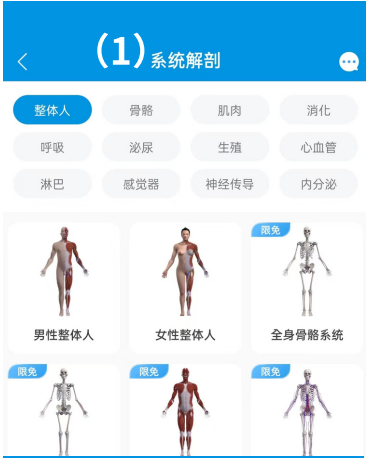 （1）系统解剖
整体人 骨骼 肌肉 消化
呼吸 泌尿 生殖 心血管
淋巴 感觉器 神经传导 内分泌
限免
男性整体人 女性整体人 全身骨骼系统
限免 限免 限免